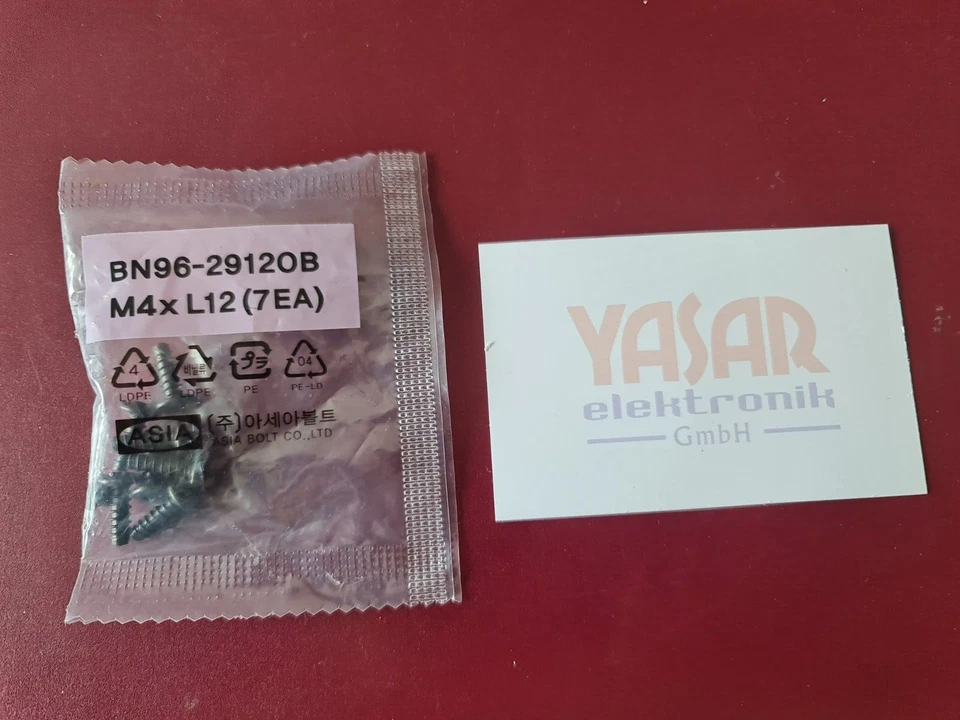 BN96-29120B
M4x L12 (7EA)
4
비닐류
04
LDPE
LDPE
PE
PE-LD
ASIA
(주)아세아볼트
ASIA BOLT CO.,LTD
YASAR
elektronik
GmbH